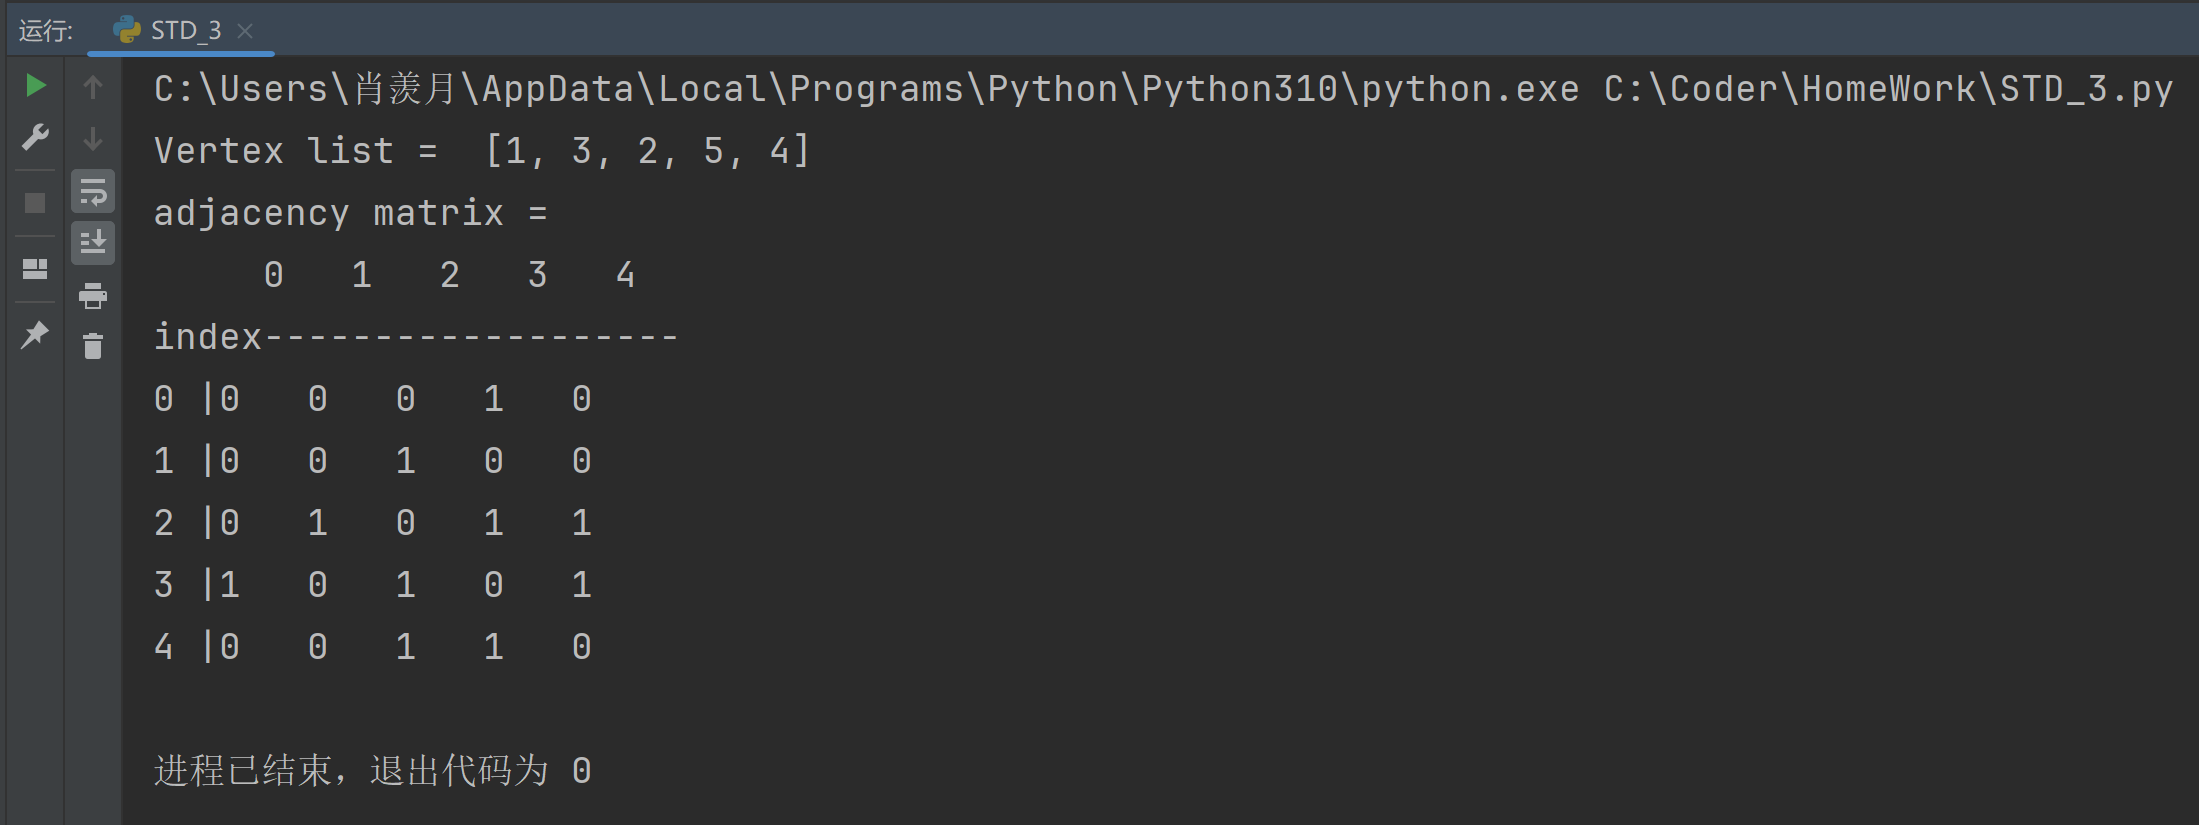 运行: STD_3
C:\Users\肖羡月\AppData\Local\Programs\Python\Python310\python.exe C:\Coder\HomeWork\STD_3.py
Vertex list =  [1, 3, 2, 5, 4]
adjacency matrix =
     0   1   2   3   4
index-------------------
0 |0   0   0   1   0
1 |0   0   1   0   0
2 |0   1   0   1   1
3 |1   0   1   0   1
4 |0   0   1   1   0
进程已结束，退出代码为 0